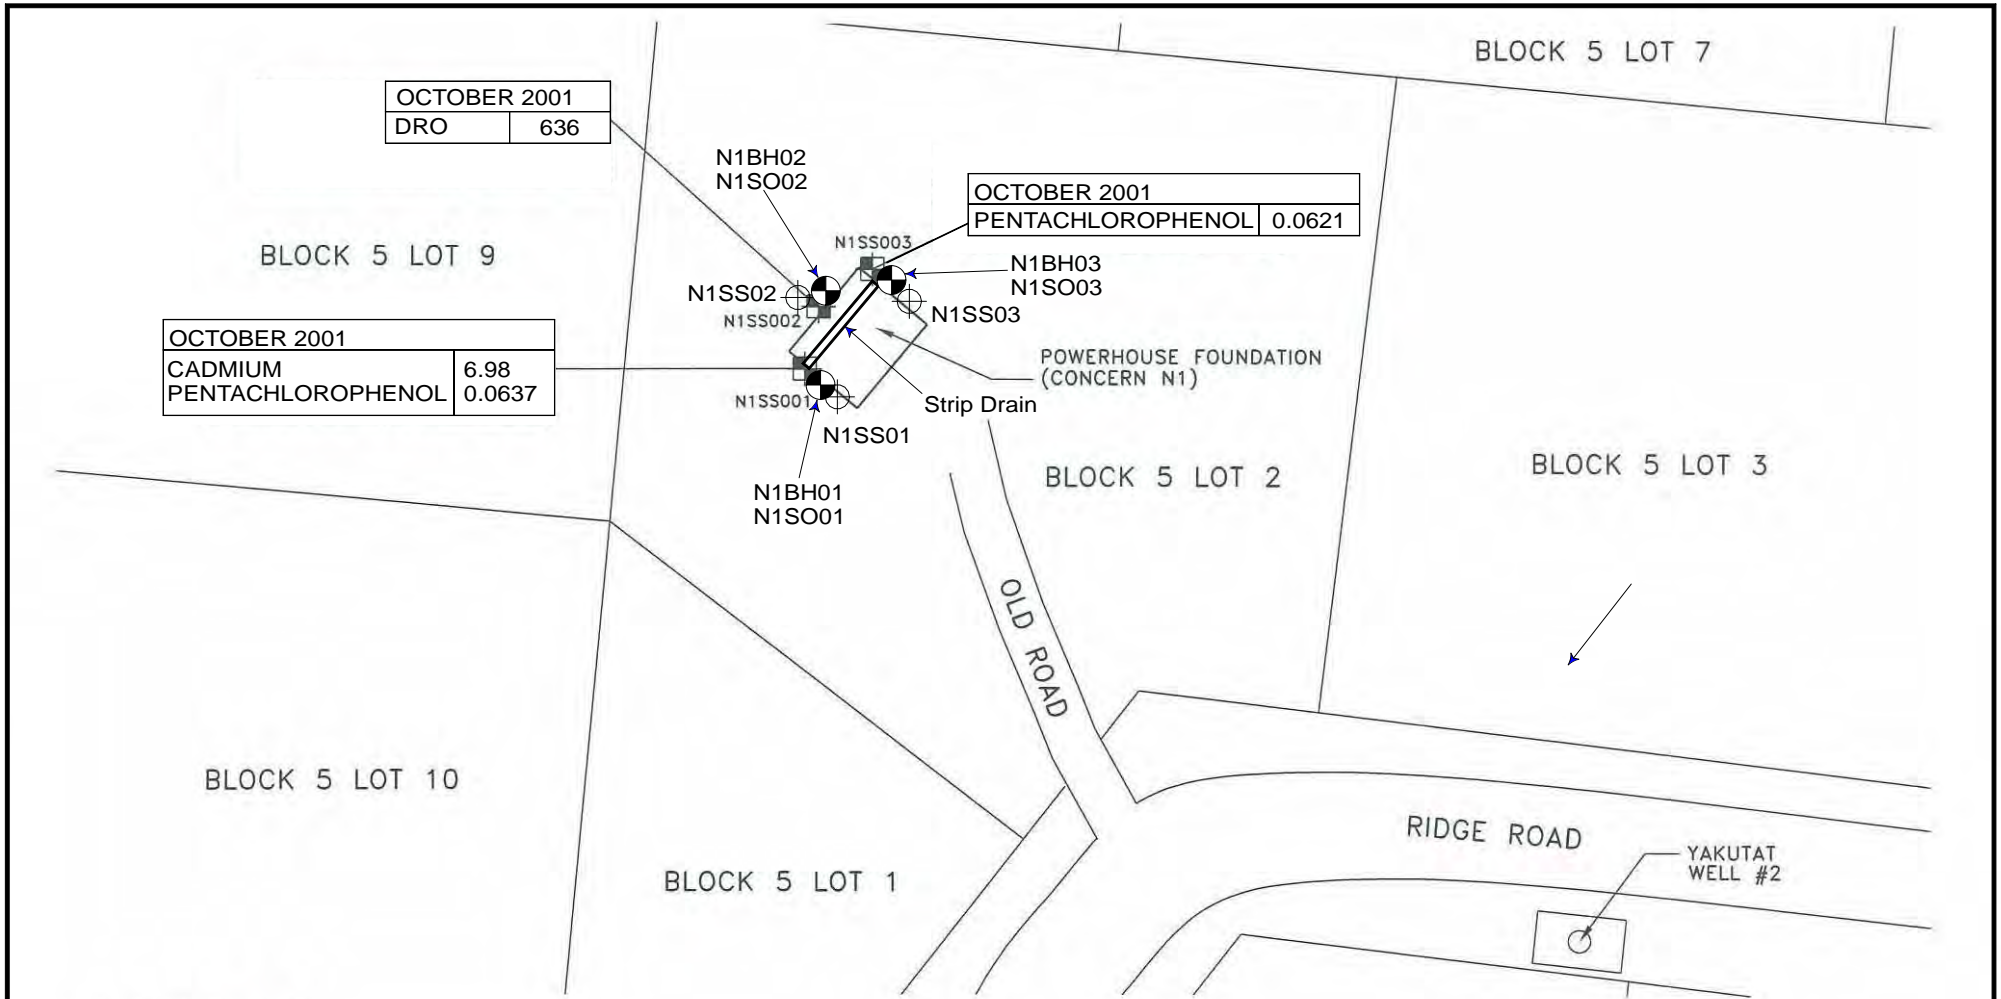 BLOCK 5 LOT 7
OCTOBER 2001
DRO 636
N1BH02
N1SO02
OCTOBER 2001
PENTACHLOROPHENOL 0.0621
BLOCK 5 LOT 9
N1SS003
N1BH03
N1SO03
N1SS02
N1SS002
N1SS03
OCTOBER 2001
CADMIUM 6.98
PENTACHLOROPHENOL 0.0637
POWERHOUSE FOUNDATION
(CONCERN N1)
N1SS001
Strip Drain
N1SS01
BLOCK 5 LOT 2
BLOCK 5 LOT 3
N1BH01
N1SO01
OLD ROAD
BLOCK 5 LOT 10
RIDGE ROAD
YAKUTAT
WELL #2
BLOCK 5 LOT 1